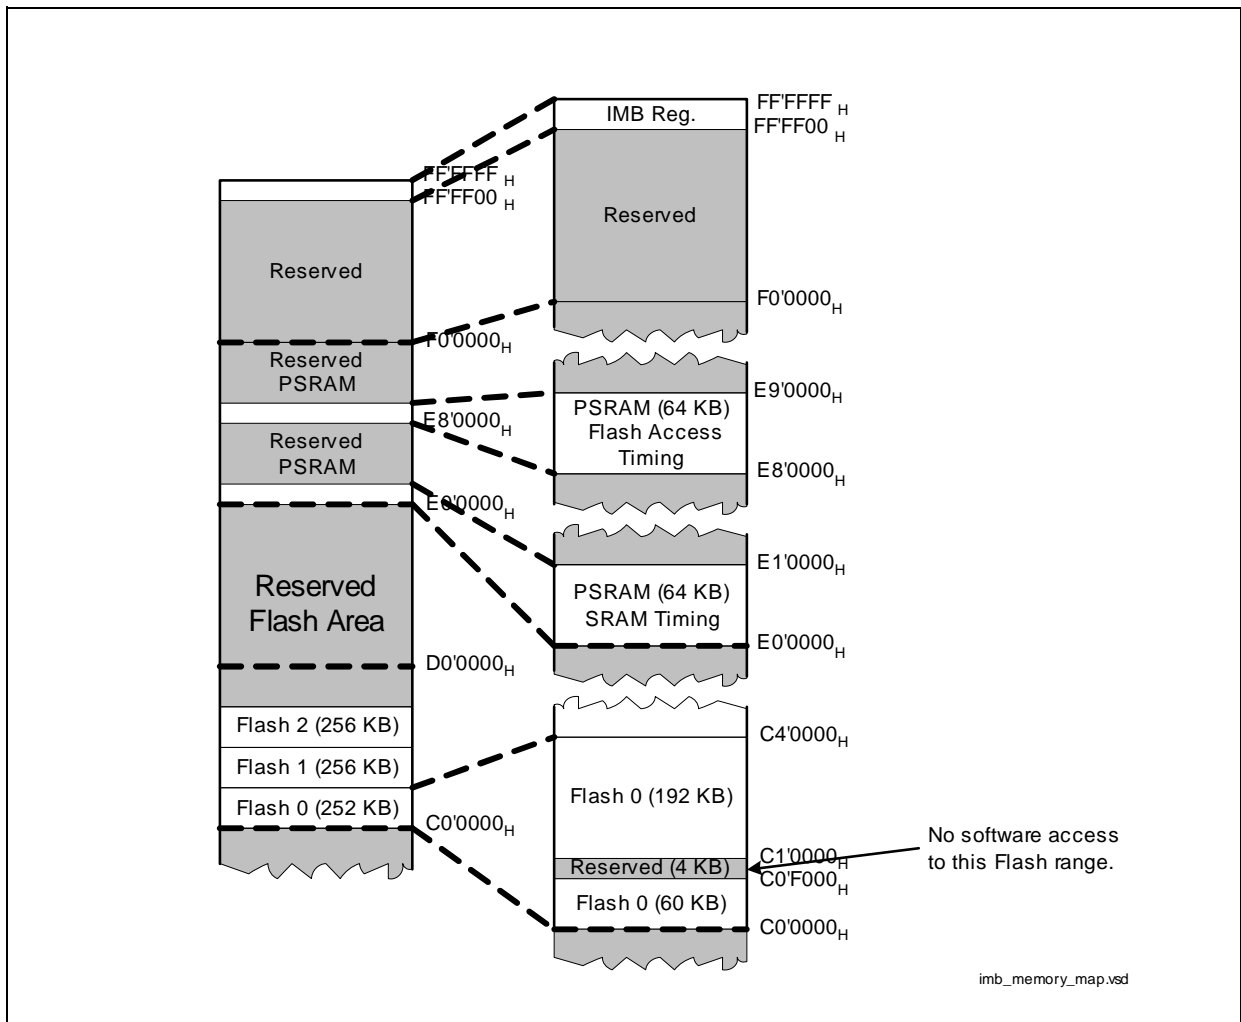 FF'FFFF H
IMB Reg.
FF'FF00 H
FF'FFFF H
FF'FF00 H
Reserved
Reserved
F0'0000H
F0'0000H
Reserved
PSRAM
E9'0000H
PSRAM (64 KB)
Flash Access
Timing
E8'0000H
E8'0000H
Reserved
PSRAM
E0'0000H
E1'0000H
PSRAM (64 KB)
SRAM Timing
E0'0000H
Reserved
Flash Area
D0'0000H
Flash 2 (256 KB)
Flash 1 (256 KB)
Flash 0 (252 KB)
C0'0000H
C4'0000H
Flash 0 (192 KB)
C1'0000H
Reserved (4 KB)
C0'F000H
Flash 0 (60 KB)
C0'0000H
No software access
to this Flash range.
imb_memory_map.vsd